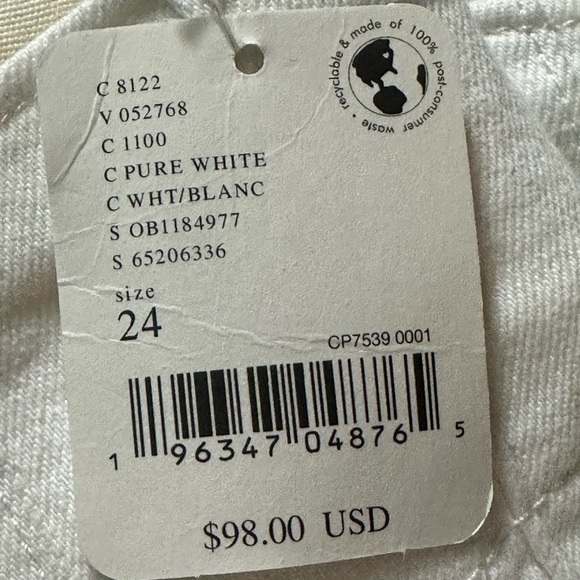 recyclable & made of 100% post-consumer waste •
C 8122
V 052768
C 1100
C PURE WHITE
C WHT/BLANC
S OB1184977
S 65206336
size
24
CP7539 0001
1 96347 04876 5
$98.00 USD